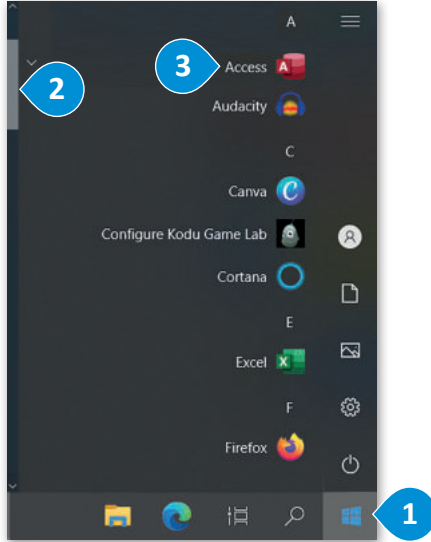 A
3
Access
2
Audacity
C
Canva
Configure Kodu Game Lab
Cortana
E
Excel
F
Firefox
1